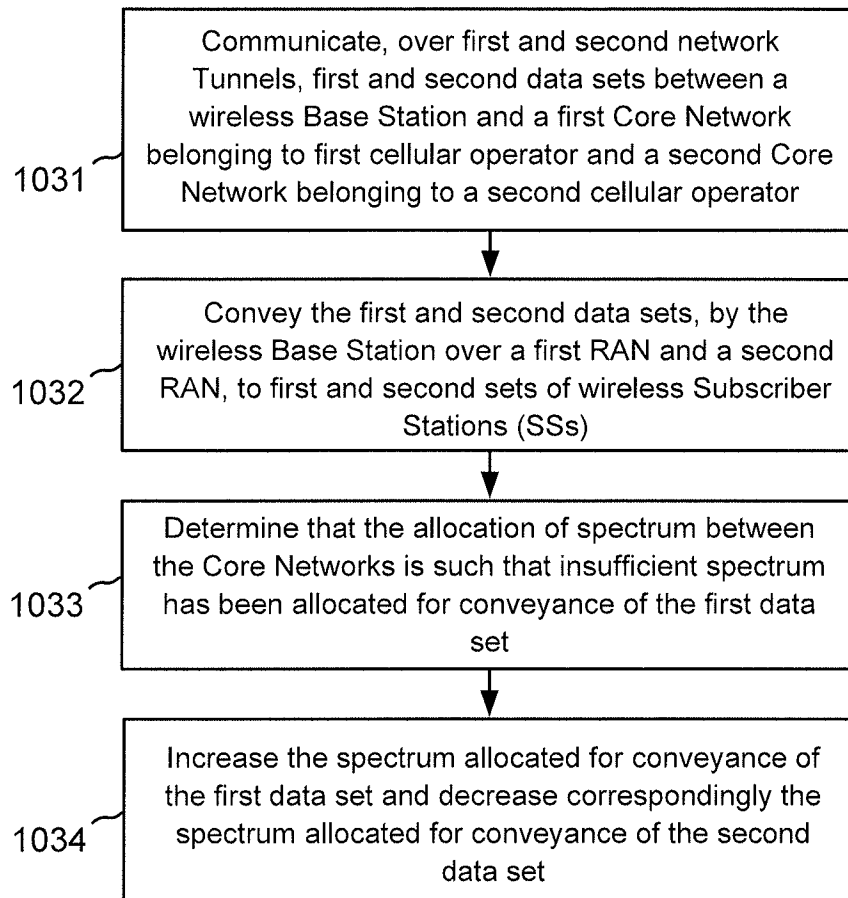 Communicate, over first and second network
Tunnels, first and second data sets between a
wireless Base Station and a first Core Network
belonging to first cellular operator and a second Core
Network belonging to a second cellular operator
1031
Convey the first and second data sets, by the
wireless Base Station over a first RAN and a second
RAN, to first and second sets of wireless Subscriber
Stations (SSs)
1032
Determine that the allocation of spectrum between
the Core Networks is such that insufficient spectrum
has been allocated for conveyance of the first data
set
1033
Increase the spectrum allocated for conveyance of
the first data set and decrease correspondingly the
spectrum allocated for conveyance of the second
data set
1034